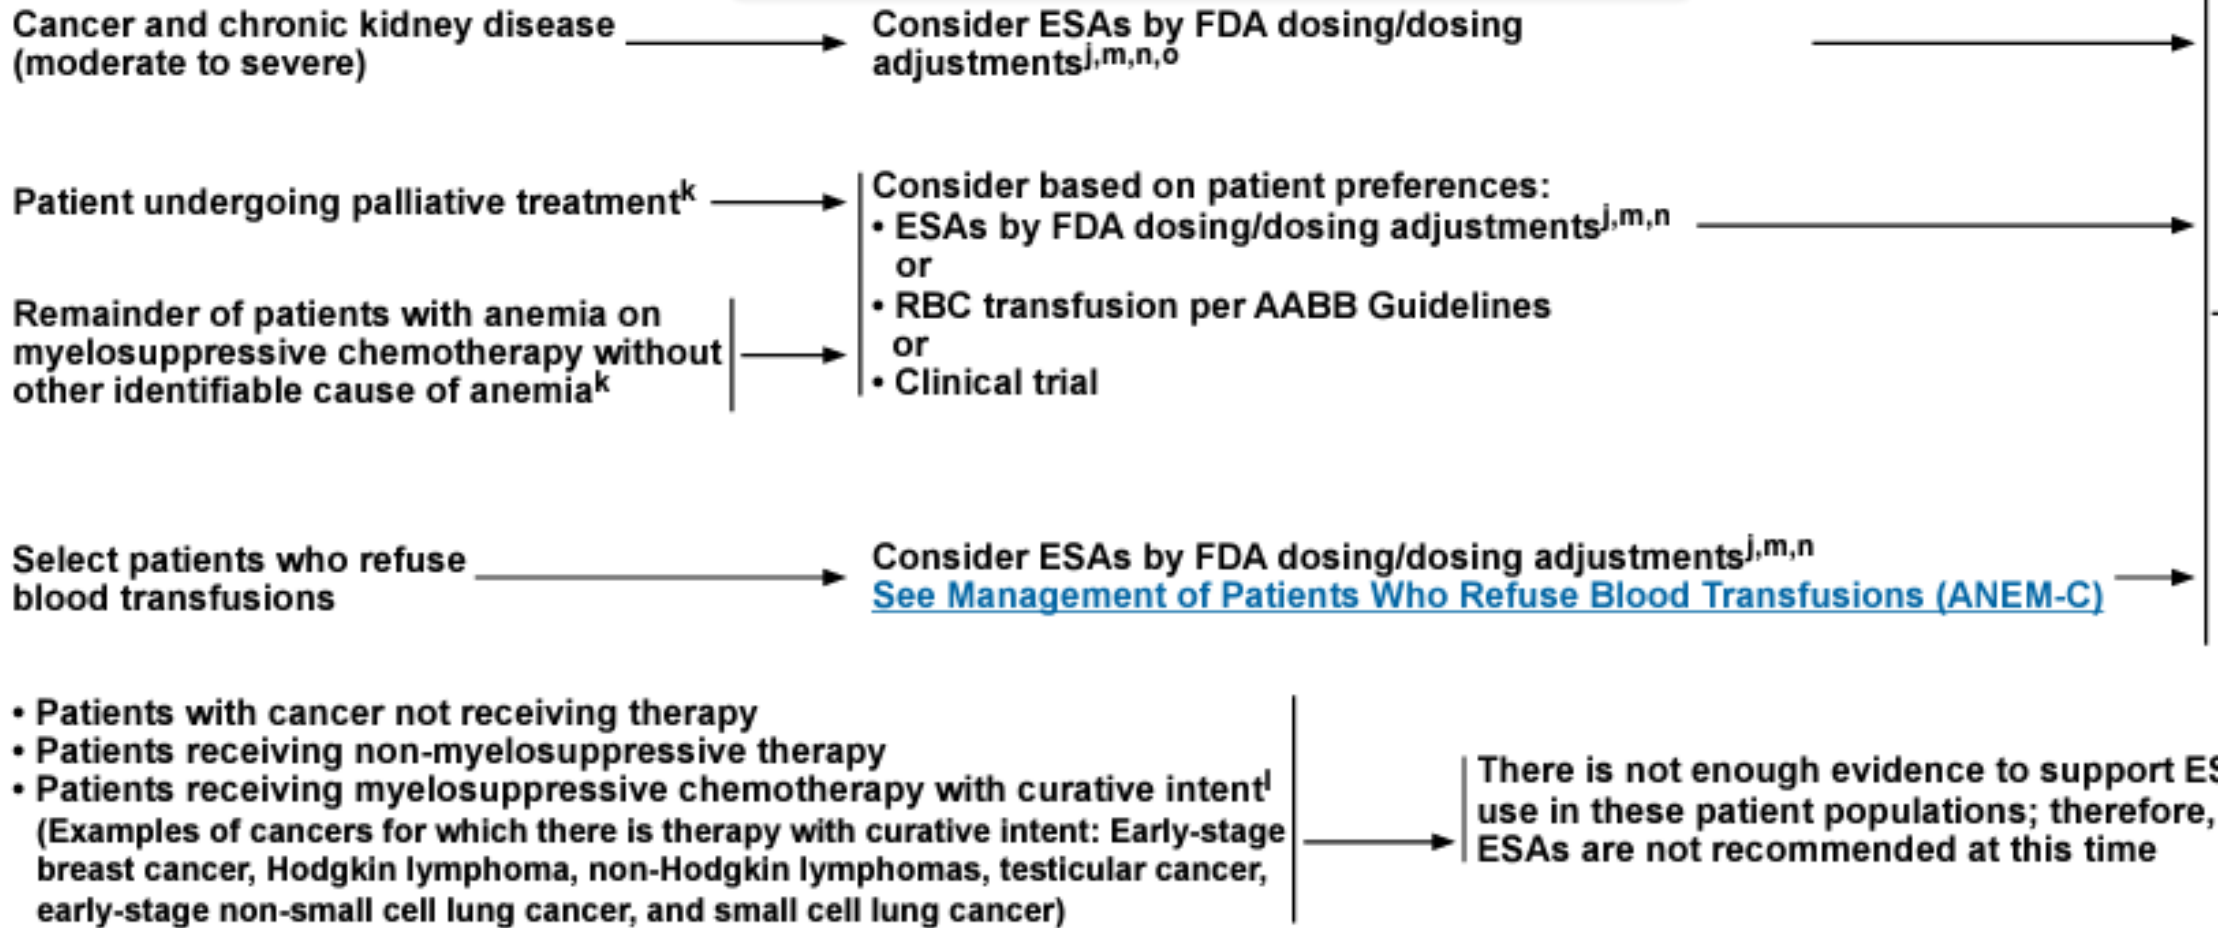 Cancer and chronic kidney disease
(moderate to severe)
Consider ESAs by FDA dosing/dosing
adjustmentsj,m,n,o
Patient undergoing palliative treatmentk
Consider based on patient preferences:
• ESAs by FDA dosing/dosing adjustmentsj,m,n
or
• RBC transfusion per AABB Guidelines
or
• Clinical trial
Remainder of patients with anemia on
myelosuppressive chemotherapy without
other identifiable cause of anemiak
Select patients who refuse
blood transfusions
Consider ESAs by FDA dosing/dosing adjustmentsj,m,n
See Management of Patients Who Refuse Blood Transfusions (ANEM-C)
• Patients with cancer not receiving therapy
• Patients receiving non-myelosuppressive therapy
• Patients receiving myelosuppressive chemotherapy with curative intentl
(Examples of cancers for which there is therapy with curative intent: Early-stage
breast cancer, Hodgkin lymphoma, non-Hodgkin lymphomas, testicular cancer,
early-stage non-small cell lung cancer, and small cell lung cancer)
There is not enough evidence to support
use in these patient populations; therefore,
ESAs are not recommended at this time